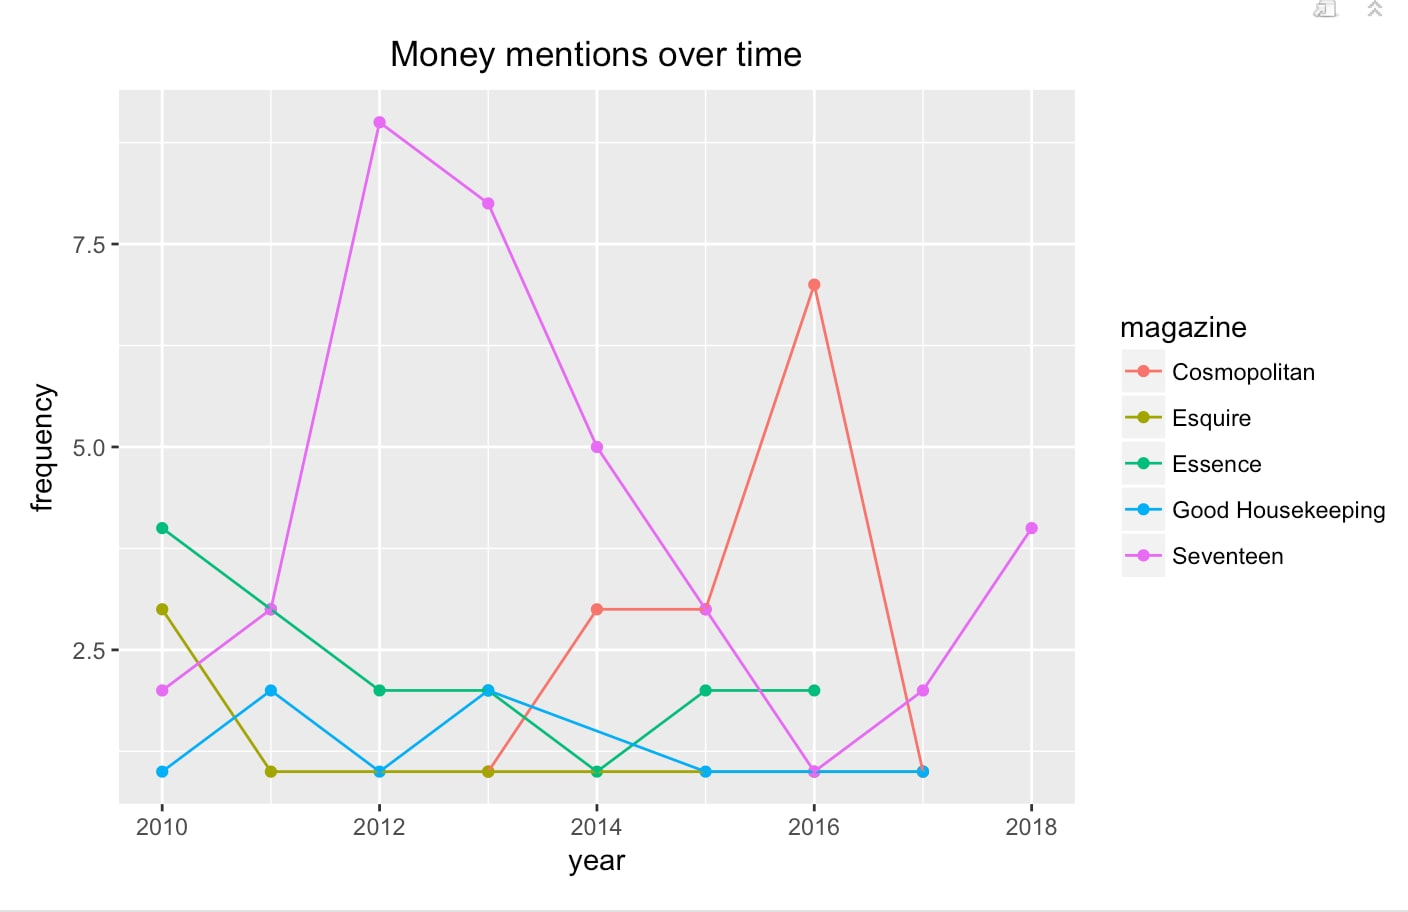 Money mentions over time
7.5
5.0
2.5
frequency
2010 2012 2014 2016 2018
year
magazine
Cosmopolitan
Esquire
Essence
Good Housekeeping
Seventeen